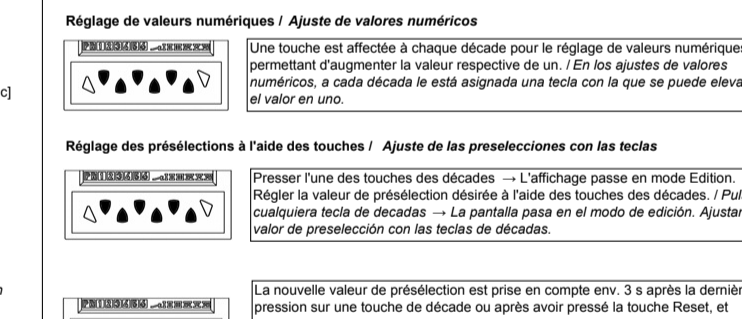 Réglage de valeurs numériques / Ajuste de valores numéricos
Une touche est affectée à chaque décade pour le réglage de valeurs numériques
permettant d'augmenter la valeur respective de un. / En los ajustes de valores
numéricos, a cada década le está asignada una tecla con la que se puede eleva
el valor en uno.
c]
Réglage des présélections à l'aide des touches / Ajuste de las preselecciones con las teclas
Presser l'une des touches des décades → L'affichage passe en mode Edition.
Régler la valeur de présélection désirée à l'aide des touches des décades. / Pul
cualquiera tecla de decadas → La pantalla pasa en el modo de edición. Ajustar
valor de preselección con las teclas de décadas.
La nouvelle valeur de présélection est prise en compte env. 3 s après la dernièr
pression sur une touche de décade ou après avoir pressé la touche Reset, et